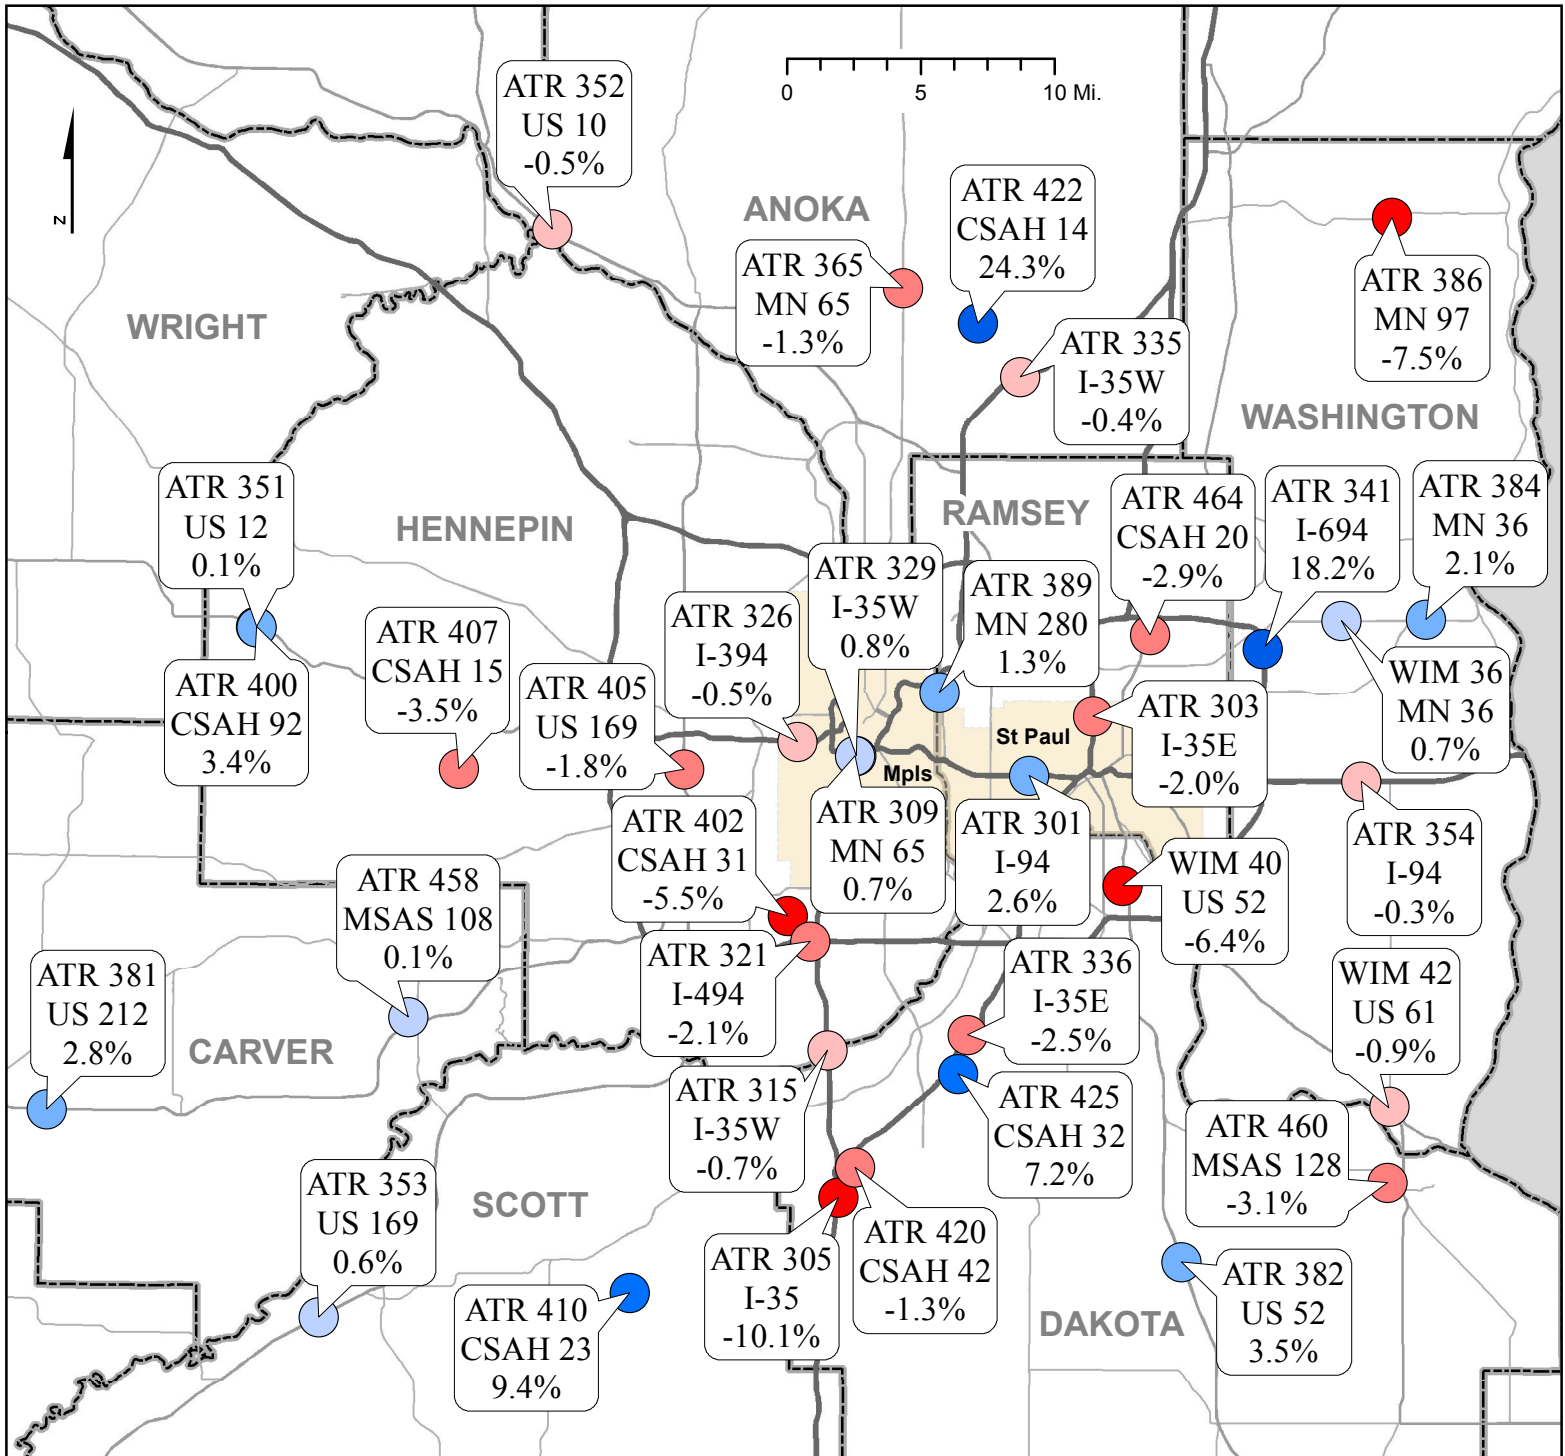 ATR 352
US 10
-0.5%
0
5
10 Mi.
z
ANOKA
ATR 422
CSAH 14
24.3%
ATR 365
MN 65
-1.3%
ATR 386
MN 97
-7.5%
WRIGHT
ATR 335
I-35W
-0.4%
WASHINGTON
ATR 351
US 12
0.1%
HENNEPIN
RAMSEY
ATR 464
CSAH 20
-2.9%
ATR 341
I-694
18.2%
ATR 384
MN 36
2.1%
ATR 329
I-35W
0.8%
ATR 389
MN 280
1.3%
ATR 326
I-394
-0.5%
ATR 407
CSAH 15
-3.5%
ATR 400
CSAH 92
3.4%
ATR 405
US 169
-1.8%
WIM 36
MN 36
0.7%
ATR 303
I-35E
-2.0%
St Paul
Mpls
ATR 402
CSAH 31
-5.5%
ATR 309
MN 65
0.7%
ATR 301
I-94
2.6%
WIM 40
US 52
-6.4%
ATR 354
I-94
-0.3%
ATR 458
MSAS 108
0.1%
ATR 381
US 212
2.8%
CARVER
ATR 321
I-494
-2.1%
ATR 336
I-35E
-2.5%
WIM 42
US 61
-0.9%
ATR 315
I-35W
-0.7%
ATR 425
CSAH 32
7.2%
ATR 460
MSAS 128
-3.1%
ATR 353
US 169
0.6%
SCOTT
ATR 305
I-35
-10.1%
ATR 420
CSAH 42
-1.3%
ATR 382
US 52
3.5%
ATR 410
CSAH 23
9.4%
DAKOTA